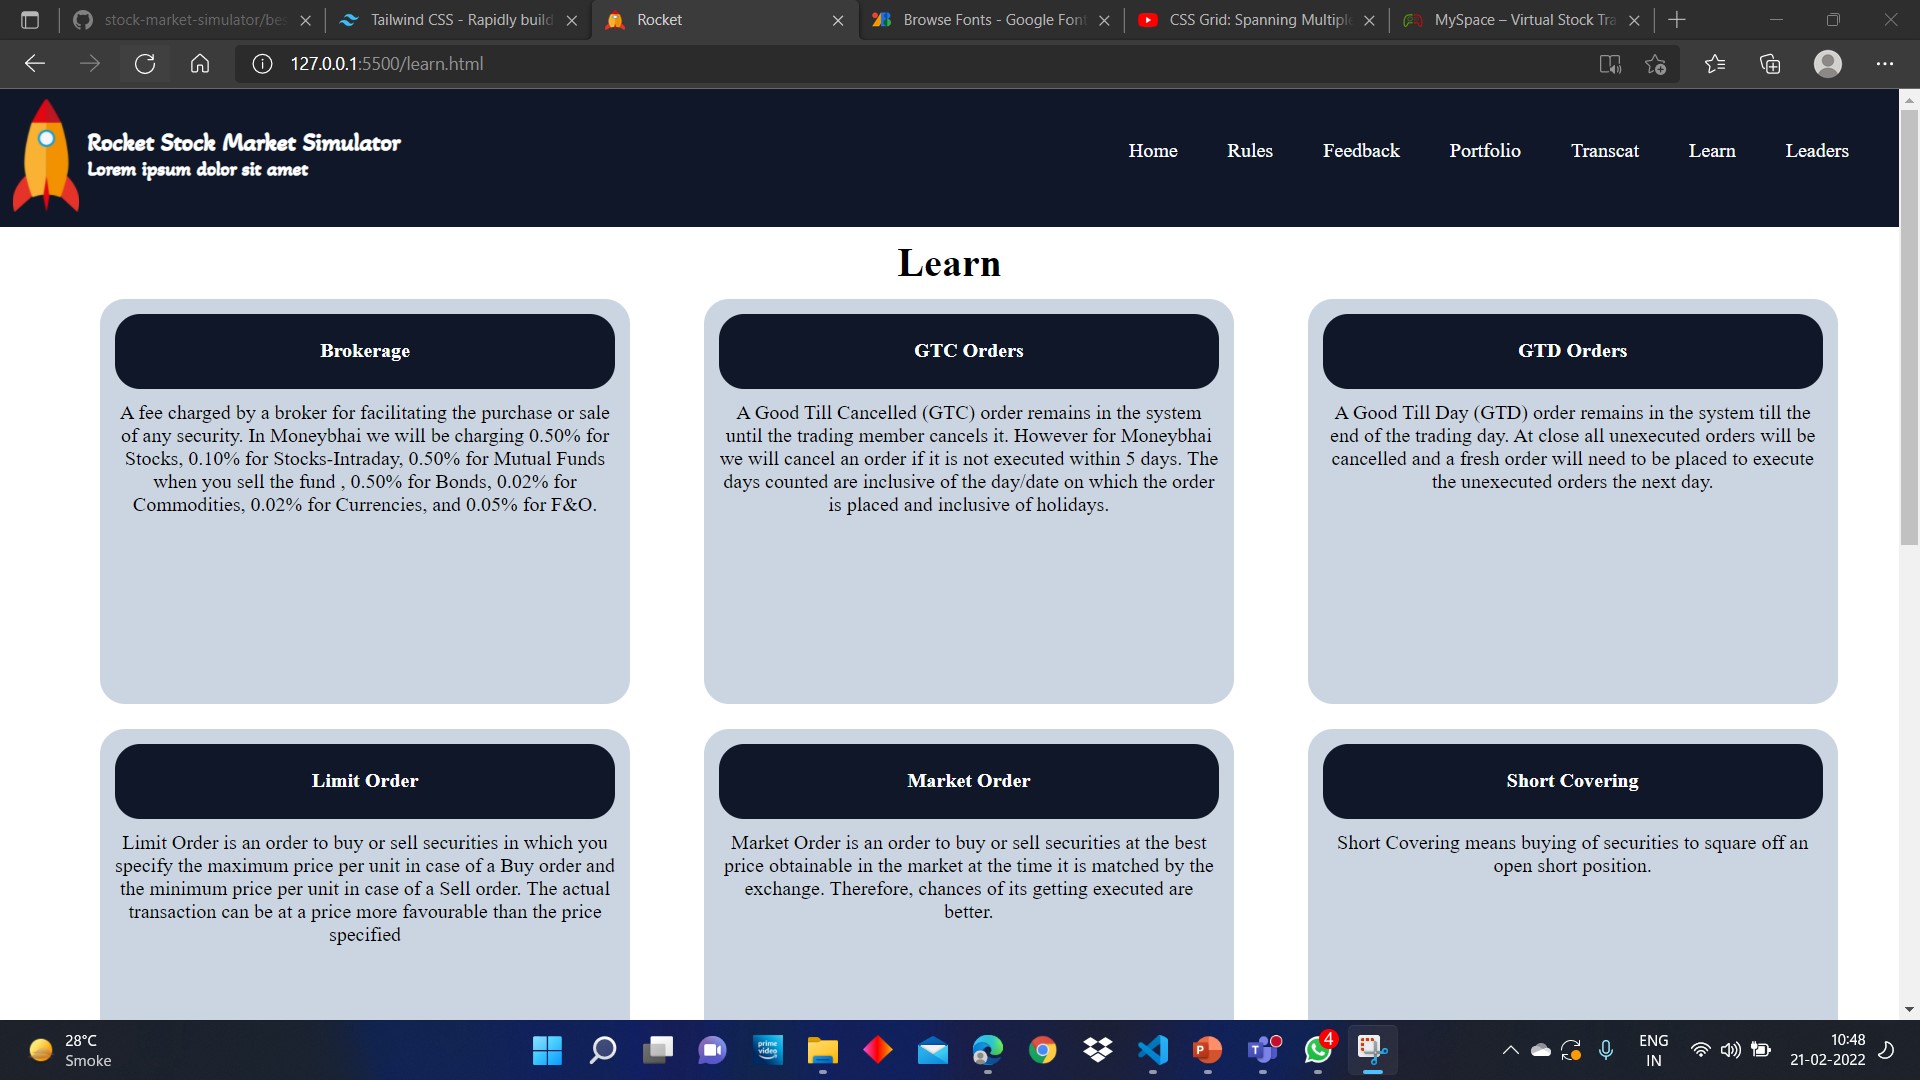 stock-market-simulator/bes
Tailwind CSS - Rapidly build
Rocket
Browse Fonts - Google Font
CSS Grid: Spanning Multiple
MySpace – Virtual Stock Tra
127.0.0.1:5500/learn.html
Rocket Stock Market Simulator
Lorem ipsum dolor sit amet
Home
Rules
Feedback
Portfolio
Transcat
Learn
Leaders
Learn
Brokerage
A fee charged by a broker for facilitating the purchase or sale
of any security. In Moneybhai we will be charging 0.50% for
Stocks, 0.10% for Stocks-Intraday, 0.50% for Mutual Funds
when you sell the fund , 0.50% for Bonds, 0.02% for
Commodities, 0.02% for Currencies, and 0.05% for F&O.
GTC Orders
A Good Till Cancelled (GTC) order remains in the system
until the trading member cancels it. However for Moneybhai
we will cancel an order if it is not executed within 5 days. The
days counted are inclusive of the day/date on which the order
is placed and inclusive of holidays.
GTD Orders
A Good Till Day (GTD) order remains in the system till the
end of the trading day. At close all unexecuted orders will be
cancelled and a fresh order will need to be placed to execute
the unexecuted orders the next day.
Limit Order
Limit Order is an order to buy or sell securities in which you
specify the maximum price per unit in case of a Buy order and
the minimum price per unit in case of a Sell order. The actual
transaction can be at a price more favourable than the price
specified
Market Order
Market Order is an order to buy or sell securities at the best
price obtainable in the market at the time it is matched by the
exchange. Therefore, chances of its getting executed are
better.
Short Covering
Short Covering means buying of securities to square off an
open short position.
28°C
Smoke
prime
video
4
ENG
IN
10:48
21-02-2022